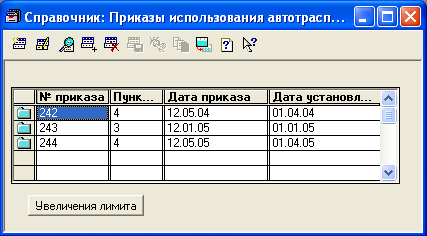 Справочник: Приказы использования автотрасп...
№ приказа Пунк... Дата приказа Дата установл...
242 4 12.05.04 01.04.04
243 3 12.01.05 01.01.05
244 4 12.05.05 01.04.05
Увеличения лимита